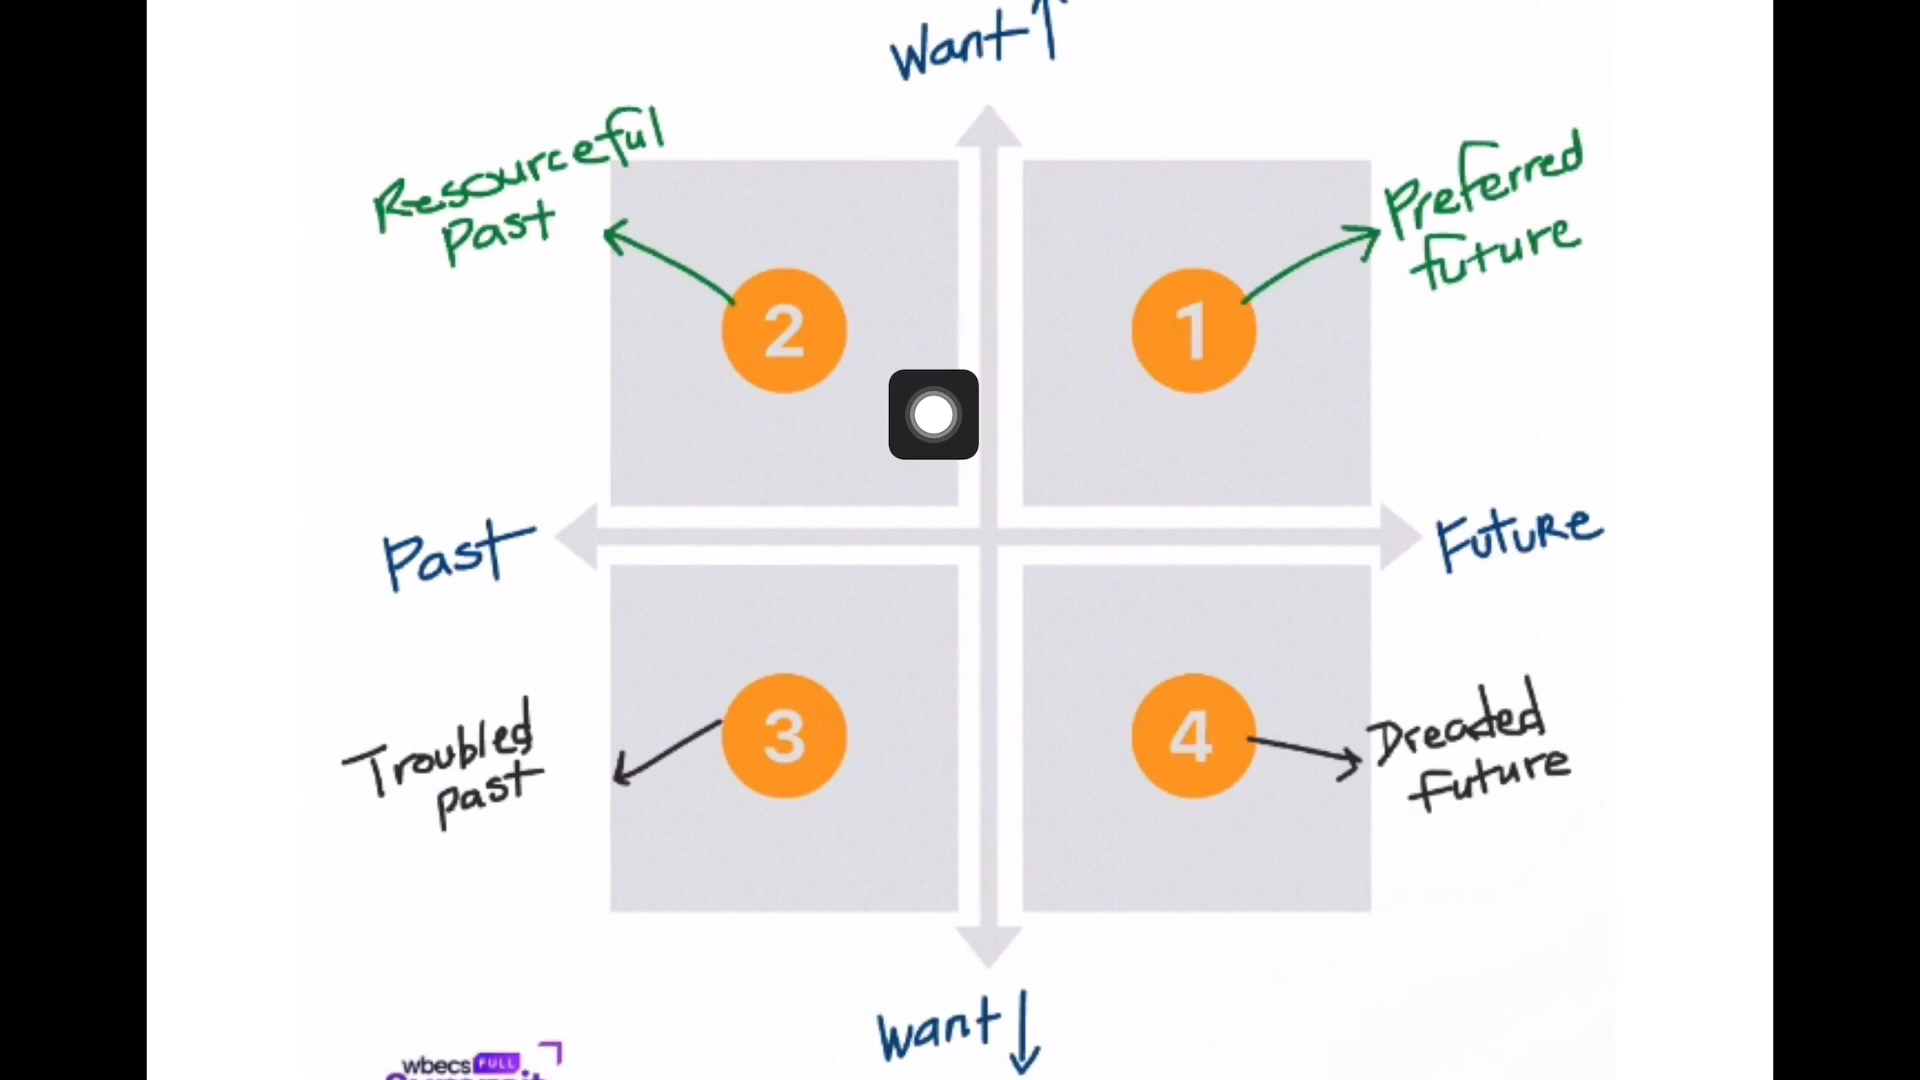 Want↑
Resourceful
Past
Preferred
future
2
1
Past
Future
3
4
Troubled
past
Dreaded
future
Want↓
wbecs FULL